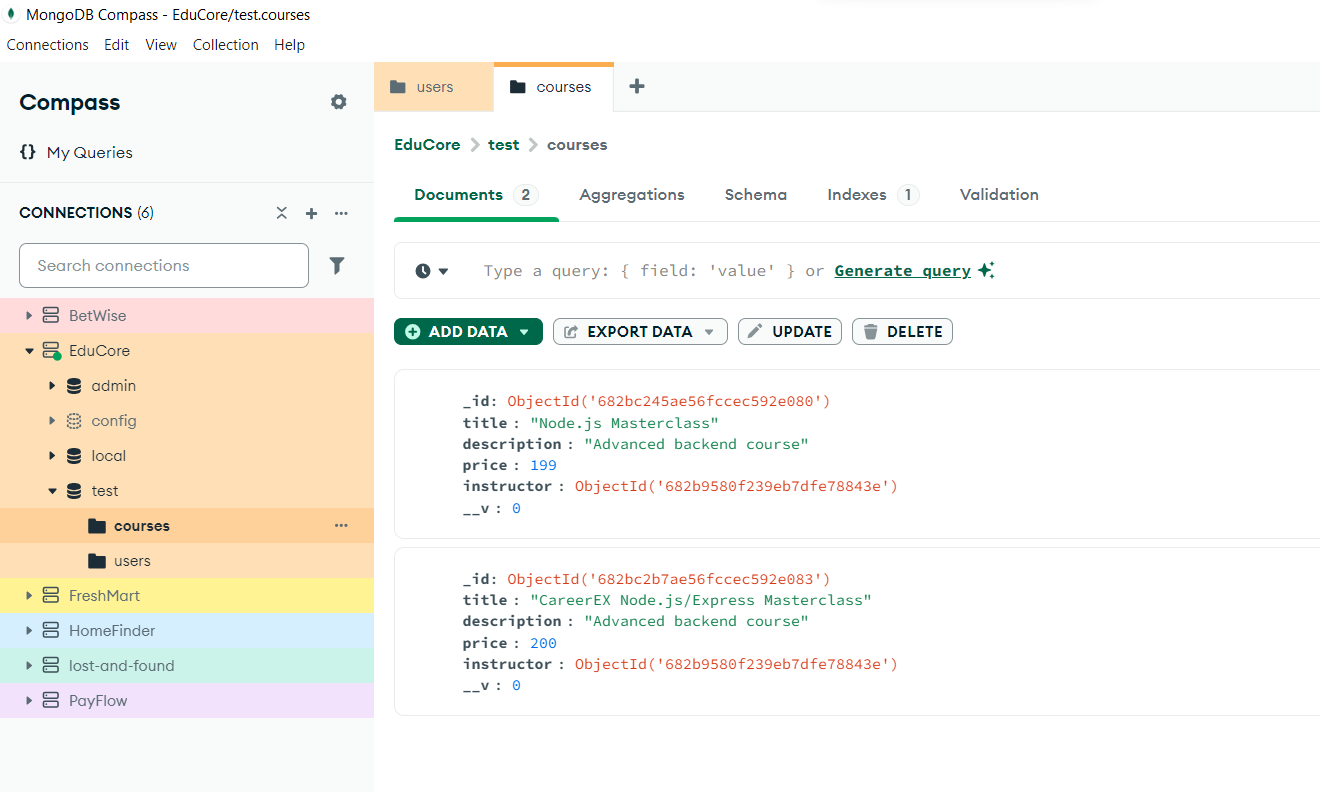 MongoDB Compass - EduCore/test.courses
Connections Edit View Collection Help
Compass
{} My Queries
CONNECTIONS (6)
Search connections
BetWise
EduCore
admin
config
local
test
courses
users
FreshMart
HomeFinder
lost-and-found
PayFlow
users courses
EduCore > test > courses
Documents 2 Aggregations Schema Indexes 1 Validation
Type a query: { field: 'value' } or Generate query
ADD DATA EXPORT DATA UPDATE DELETE
_id: ObjectId('682bc245ae56fccec592e080')
title : "Node.js Masterclass"
description : "Advanced backend course"
price : 199
instructor : ObjectId('682b9580f239eb7dfe78843e')
__v : 0
_id: ObjectId('682bc2b7ae56fccec592e083')
title : "CareerEX Node.js/Express Masterclass"
description : "Advanced backend course"
price : 200
instructor : ObjectId('682b9580f239eb7dfe78843e')
__v : 0